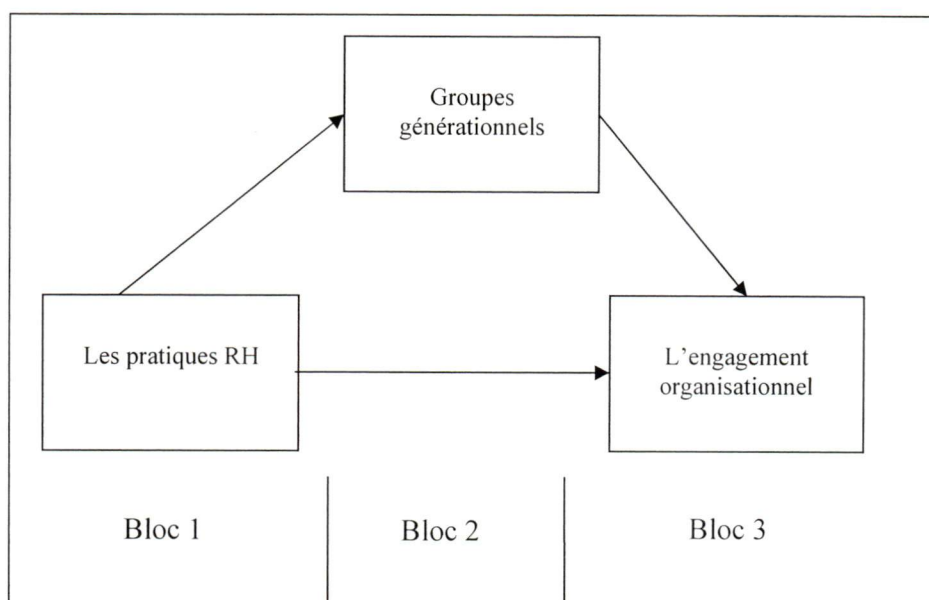 Groupes
générationnels
Les pratiques RH
L'engagement
organisationnel
Bloc 1
Bloc 2
Bloc 3